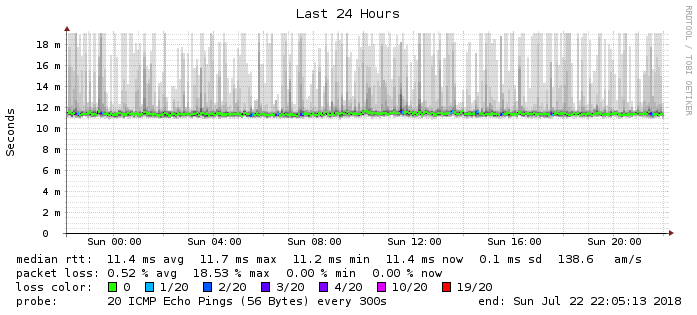 Last 24 Hours
RRDTOOL / TOBI OETIKER
Seconds
18 m
16 m
14 m
12 m
10 m
8 m
6 m
4 m
2 m
0
Sun 00:00 Sun 04:00 Sun 08:00 Sun 12:00 Sun 16:00 Sun 20:00
median rtt: 11.4 ms avg 11.7 ms max 11.2 ms min 11.4 ms now 0.1 ms sd 138.6 am/s
packet loss: 0.52 % avg 18.53 % max 0.00 % min 0.00 % now
loss color: 0 1/20 2/20 3/20 4/20 10/20 19/20
probe: 20 ICMP Echo Pings (56 Bytes) every 300s end: Sun Jul 22 22:05:13 2018